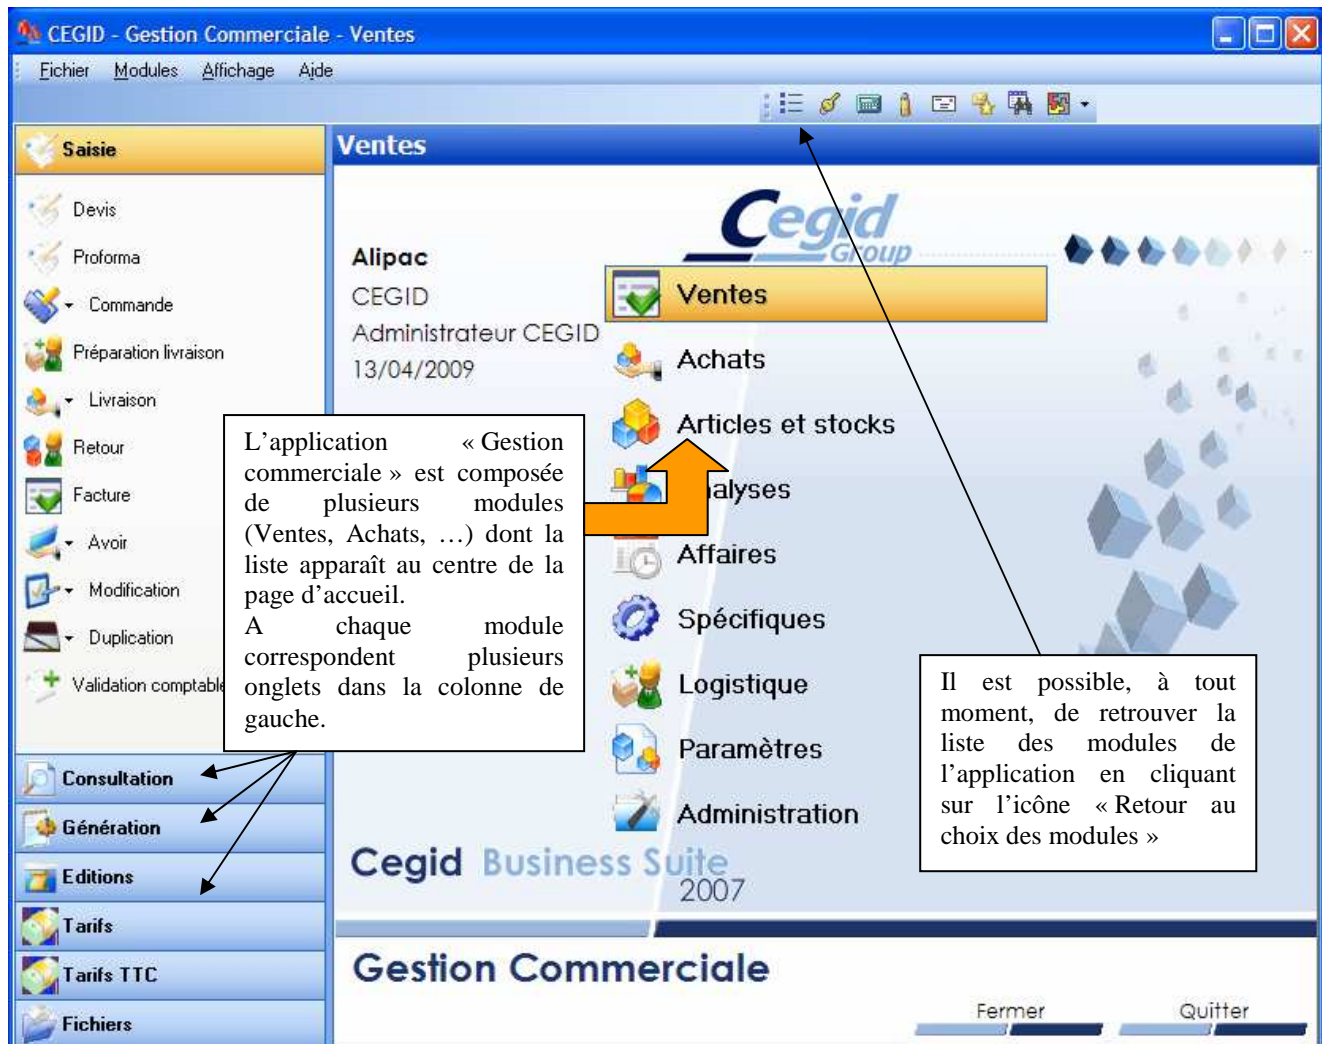 CEGID - Gestion Commerciale - Ventes
Fichier Modules Affichage Aide
Saisie
Devis
Proforma
Commande
Préparation livraison
Livraison
Retour
Facture
Avoir
Modification
Duplication
Validation comptable
Consultation
Génération
Editions
Tarifs
Tarifs TTC
Fichiers
Ventes
Cegid
Group
Alipac
CEGID
Administrateur CEGID
13/04/2009
Ventes
Achats
Articles et stocks
Affaires
Spécifiques
Logistique
Paramètres
Administration
L'application « Gestion
commerciale » est composée
de plusieurs modules
(Ventes, Achats, …) dont la
liste apparaît au centre de la
page d'accueil.
A chaque module
correspondent plusieurs
onglets dans la colonne de
gauche.
Il est possible, à tout
moment, de retrouver la
liste des modules de
l'application en cliquant
sur l'icône « Retour au
choix des modules »
Cegid Business Suite
2007
Gestion Commerciale
Fermer Quitter